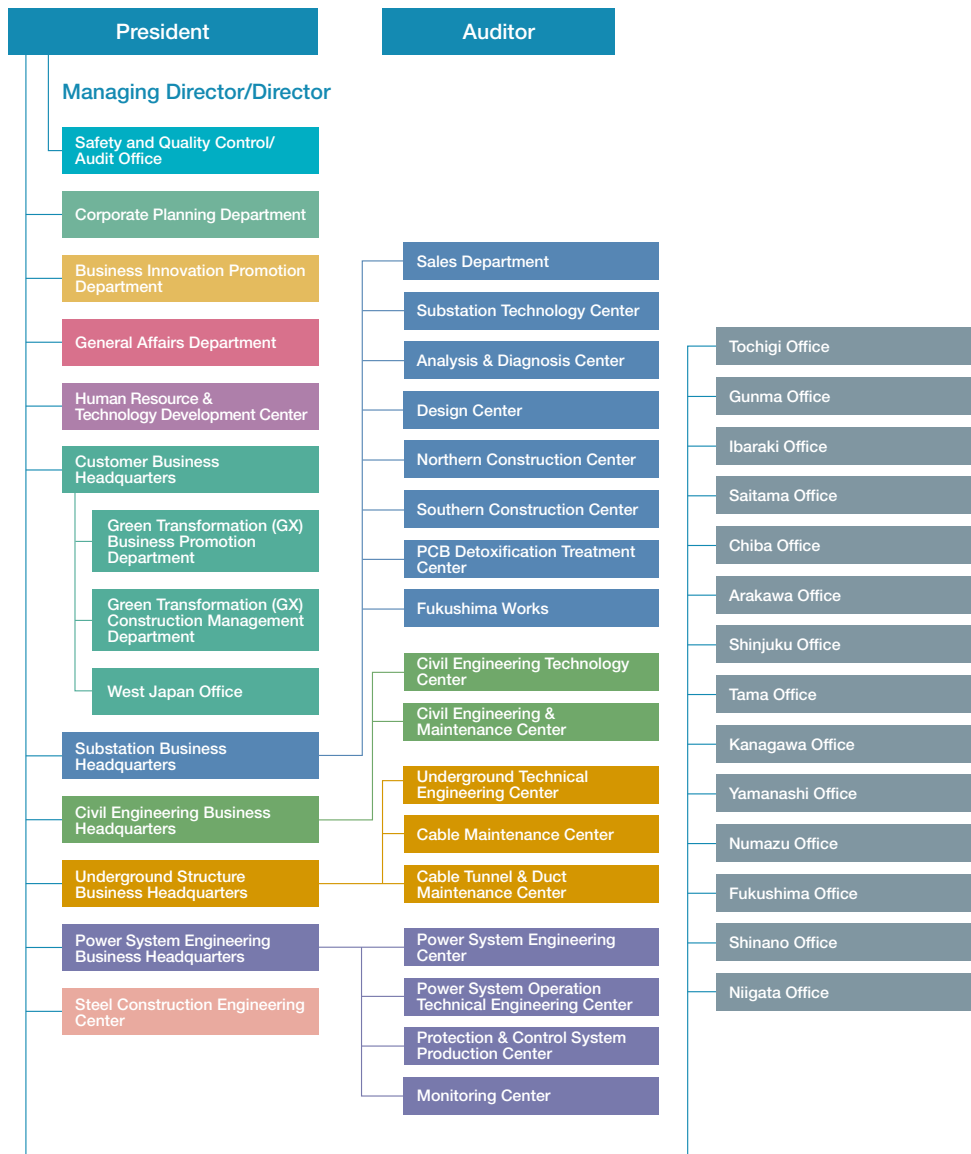 President
Auditor
Managing Director/Director
Safety and Quality Control/
Audit Office
Corporate Planning Department
Business Innovation Promotion
Department
General Affairs Department
Human Resource &
Technology Development Center
Customer Business
Headquarters
Green Transformation (GX)
Business Promotion
Department
Green Transformation (GX)
Construction Management
Department
West Japan Office
Substation Business
Headquarters
Civil Engineering Business
Headquarters
Underground Structure
Business Headquarters
Power System Engineering
Business Headquarters
Steel Construction Engineering
Center
Sales Department
Substation Technology Center
Analysis & Diagnosis Center
Design Center
Northern Construction Center
Southern Construction Center
PCB Detoxification Treatment
Center
Fukushima Works
Civil Engineering Technology
Center
Civil Engineering &
Maintenance Center
Underground Technical
Engineering Center
Cable Maintenance Center
Cable Tunnel & Duct
Maintenance Center
Power System Engineering
Center
Power System Operation
Technical Engineering Center
Protection & Control System
Production Center
Monitoring Center
Tochigi Office
Gunma Office
Ibaraki Office
Saitama Office
Chiba Office
Arakawa Office
Shinjuku Office
Tama Office
Kanagawa Office
Yamanashi Office
Numazu Office
Fukushima Office
Shinano Office
Niigata Office